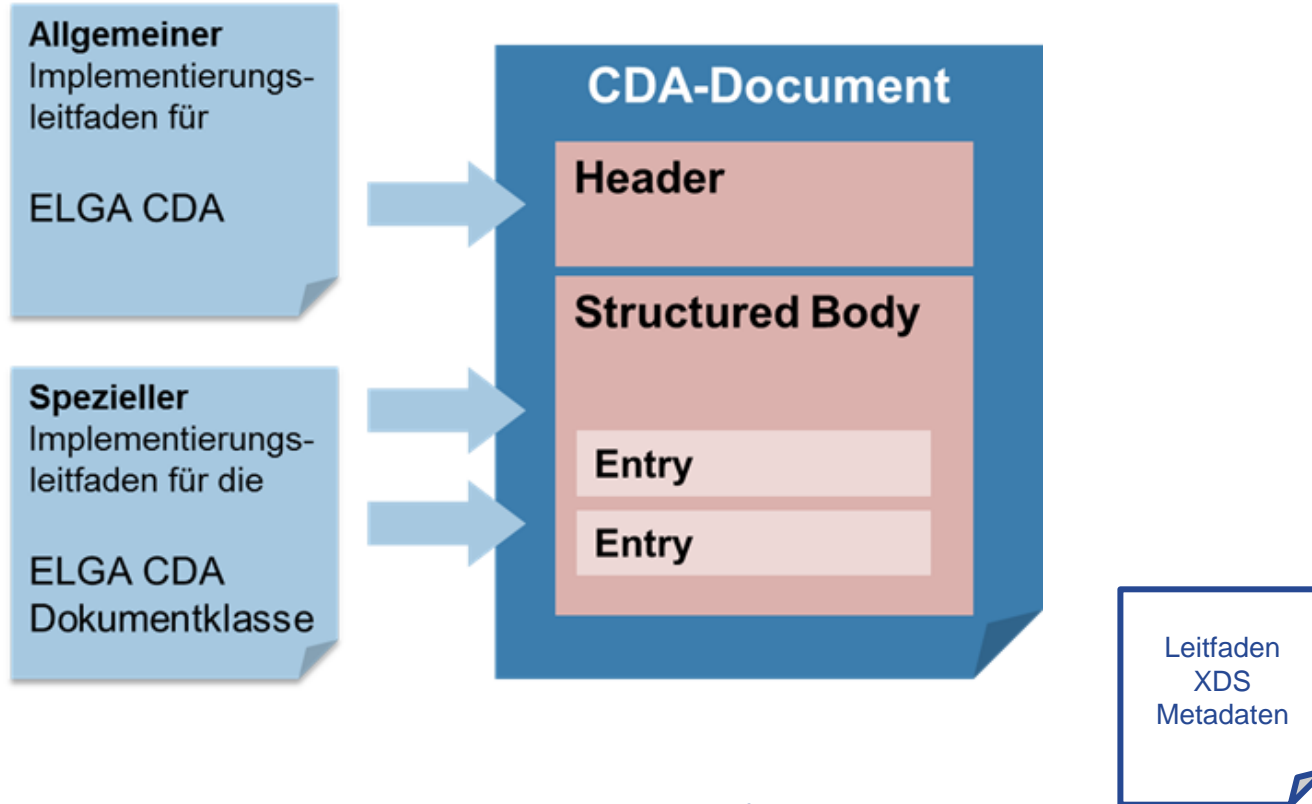 Allgemeiner
Implementierungs-
leitfaden für
ELGA CDA
Spezieller
Implementierungs-
leitfaden für die
ELGA CDA
Dokumentklasse
CDA-Document
Header
Structured Body
Entry
Entry
Leitfaden
XDS
Metadaten